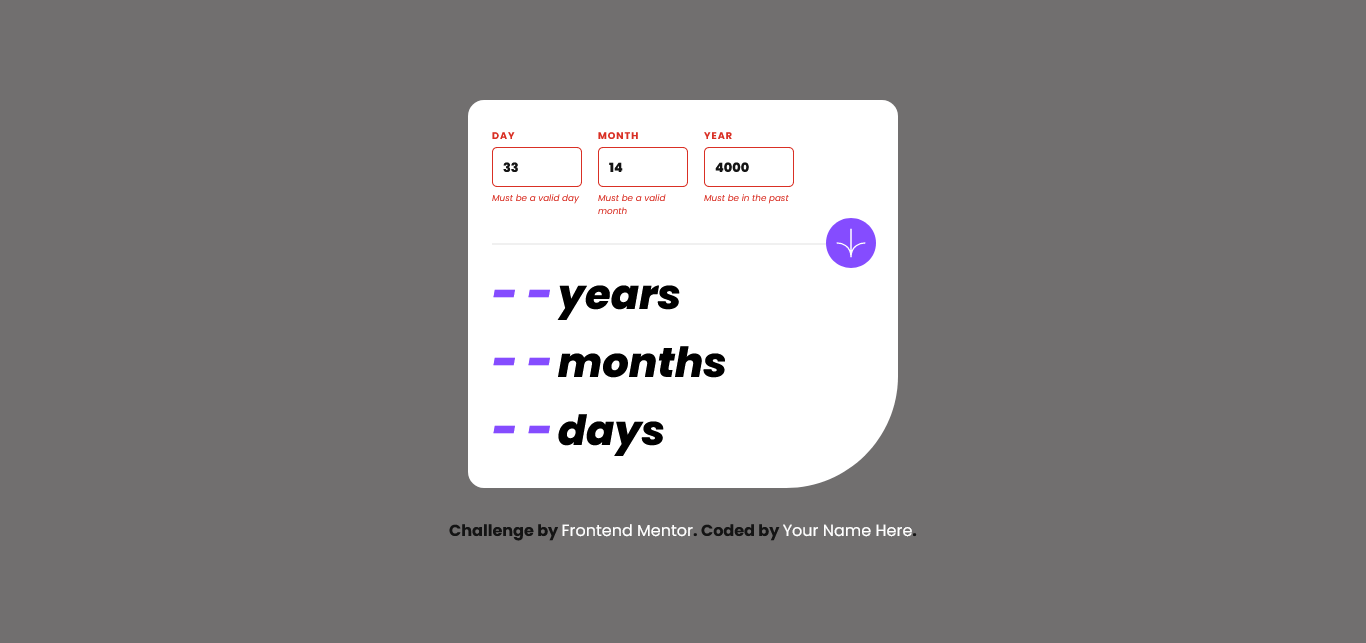 DAY MONTH YEAR
33 14 4000
Must be a valid day Must be a valid Must be in the past
month
- - years
- - months
- - days
Challenge by Frontend Mentor. Coded by Your Name Here.